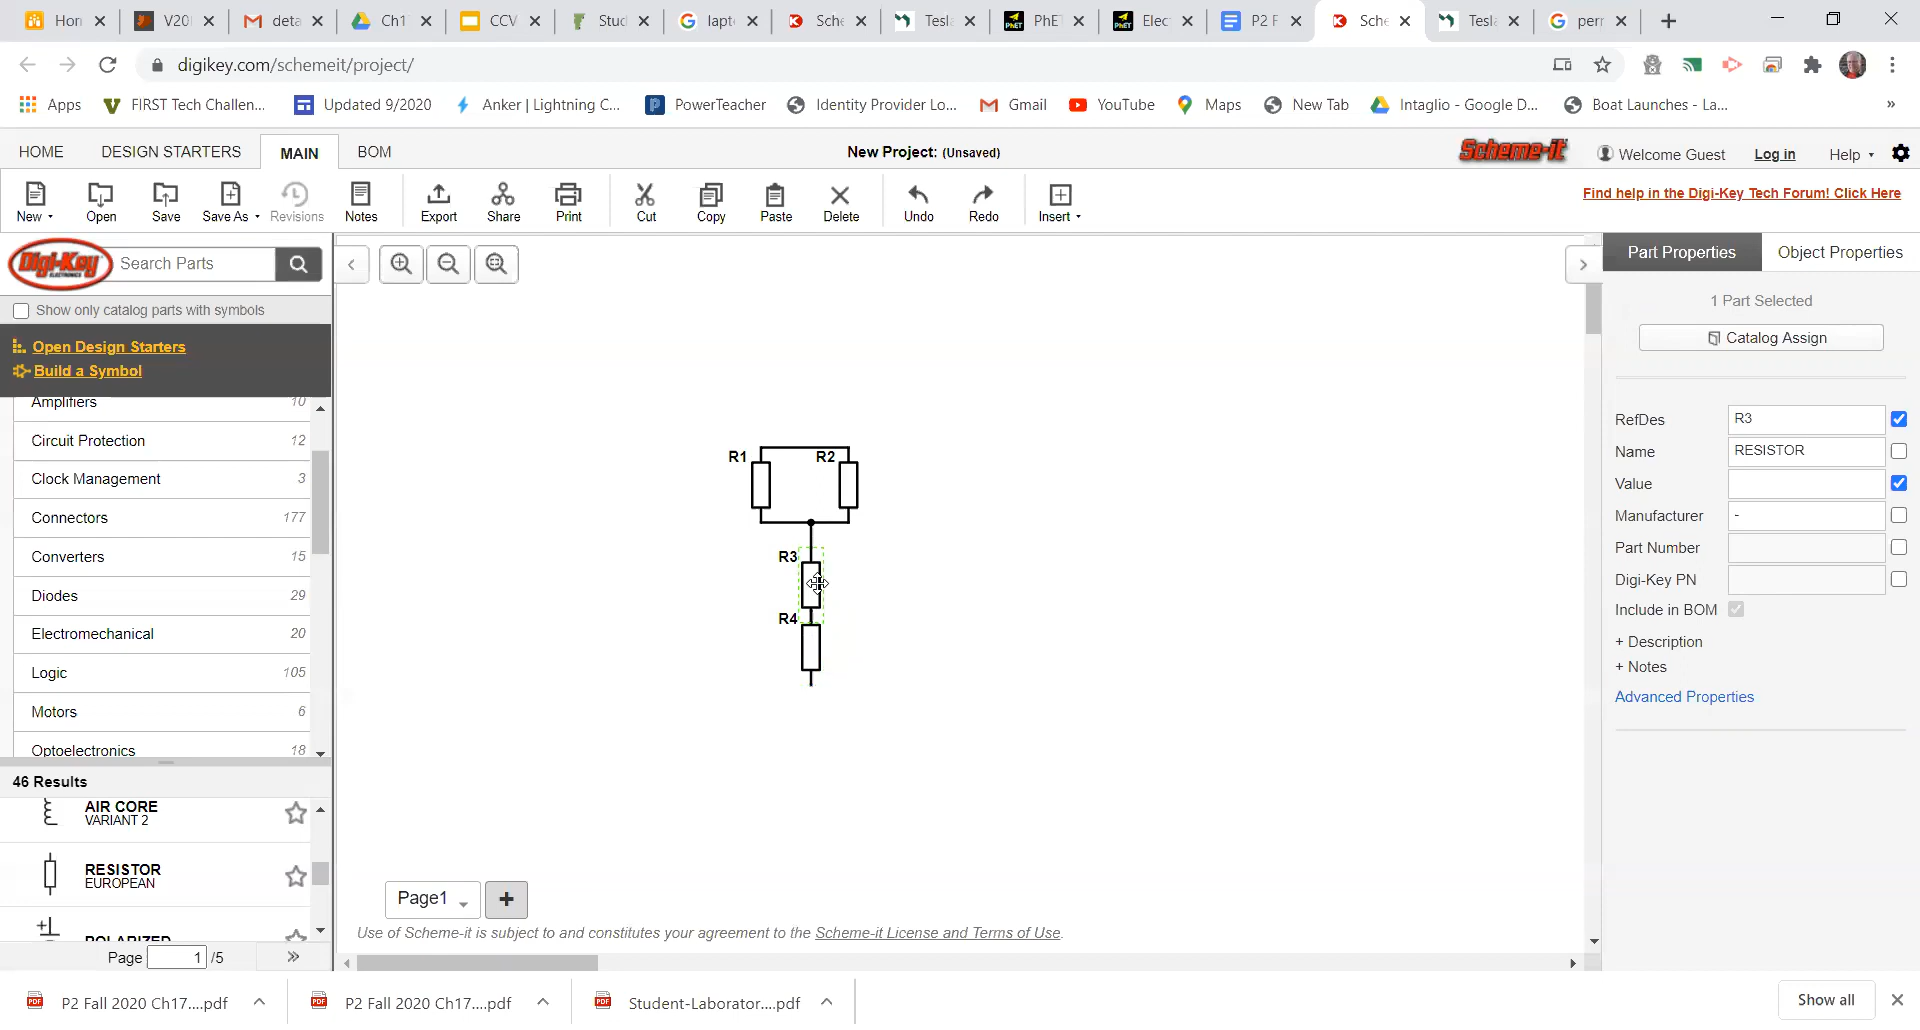 Hon
V20
deta
Ch1
CCV
Stud
lapt
Sche
Tesla
PhE
Elec
P2 F
Sche
Tesla
perr
digikey.com/schemeit/project/
Apps
FIRST Tech Challen...
Updated 9/2020
Anker | Lightning C...
PowerTeacher
Identity Provider Lo...
Gmail
YouTube
Maps
New Tab
Intaglio - Google D...
Boat Launches - La...
»
HOME
DESIGN STARTERS
MAIN
BOM
New Project: (Unsaved)
Scheme-it
Welcome Guest
Log in
Help
New
Open
Save
Save As
Revisions
Notes
Export
Share
Print
Cut
Copy
Paste
Delete
Undo
Redo
Insert
Find help in the Digi-Key Tech Forum! Click Here
Digi-Key
ELECTRONICS
Search Parts
Show only catalog parts with symbols
Open Design Starters
Build a Symbol
Amplifiers 10
Circuit Protection 12
Clock Management 3
Connectors 177
Converters 15
Diodes 29
Electromechanical 20
Logic 105
Motors 6
Optoelectronics 18
46 Results
AIR CORE
VARIANT 2
RESISTOR
EUROPEAN
POLARIZED
Page 1 /5 »
R1
R2
R3
R4
Page1
Use of Scheme-it is subject to and constitutes your agreement to the Scheme-it License and Terms of Use.
Part Properties
Object Properties
1 Part Selected
Catalog Assign
RefDes R3
Name RESISTOR
Value
Manufacturer -
Part Number
Digi-Key PN
Include in BOM
+ Description
+ Notes
Advanced Properties
P2 Fall 2020 Ch17....pdf
P2 Fall 2020 Ch17....pdf
Student-Laborator....pdf
Show all